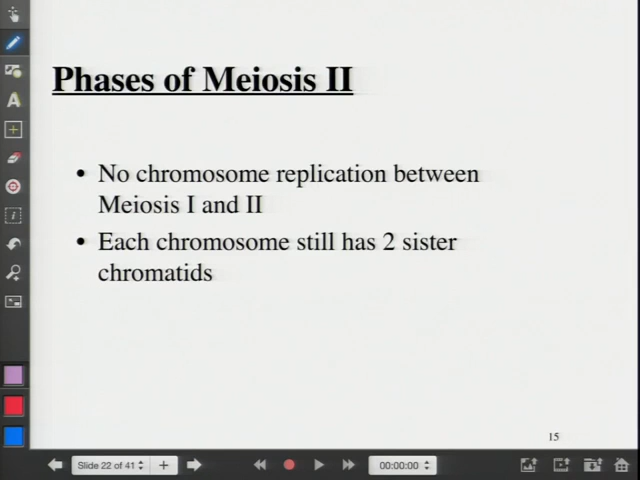 Phases of Meiosis II
• No chromosome replication between
Meiosis I and II
• Each chromosome still has 2 sister
chromatids
15
Slide 22 of 41
00:00:00